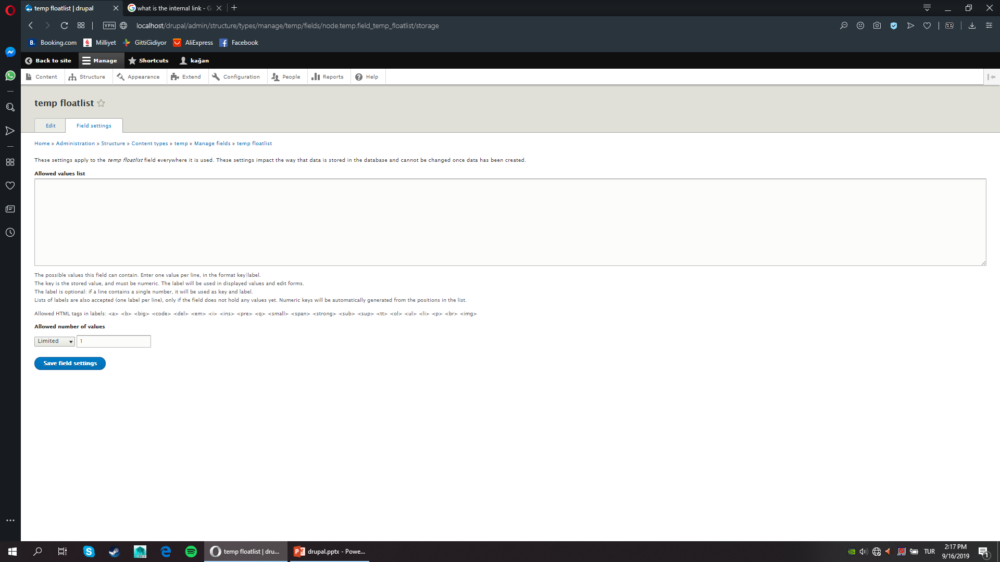 temp floatlist | drupal
what is the internal link - G
VPN
localhost/drupal/admin/structure/types/manage/temp/fields/node.temp.field_temp_floatlist/storage
B. Booking.com Milliyet GittiGidiyor AliExpress Facebook
Back to site Manage Shortcuts kağan
Content Structure Appearance Extend Configuration People Reports Help
temp floatlist
Edit Field settings
Home » Administration » Structure » Content types » temp » Manage fields » temp floatlist
These settings apply to the temp floatlist field everywhere it is used. These settings impact the way that data is stored in the database and cannot be changed once data has been created.
Allowed values list
The possible values this field can contain. Enter one value per line, in the format key|label.
The key is the stored value, and must be numeric. The label will be used in displayed values and edit forms.
The label is optional: if a line contains a single number, it will be used as key and label.
Lists of labels are also accepted (one label per line), only if the field does not hold any values yet. Numeric keys will be automatically generated from the positions in the list.
Allowed HTML tags in labels: <a> <b> <big> <code> <del> <em> <i> <ins> <pre> <q> <small> <span> <strong> <sub> <sup> <tt> <ol> <ul> <li> <p> <br> <img>
Allowed number of values
Limited 1
Save field settings
temp floatlist | dru... drupal.pptx - Powe... TUR 2:17 PM
9/16/2019 1